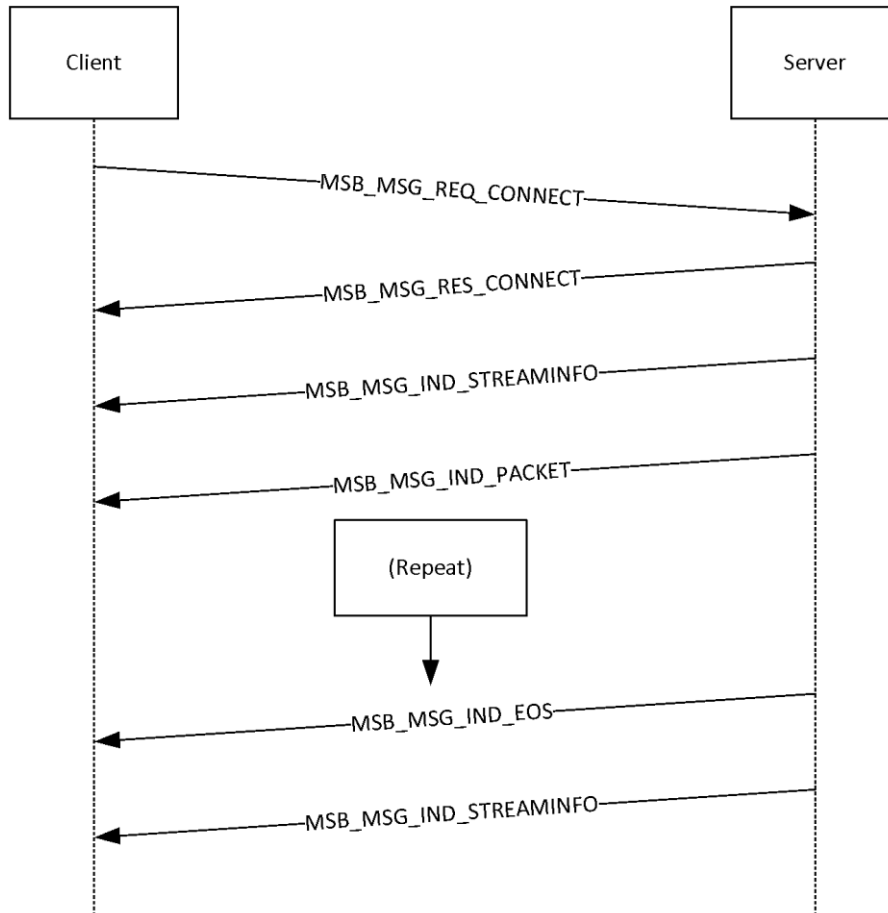 Client
Server
MSB_MSG_REQ_CONNECT
MSB_MSG_RES_CONNECT
MSB_MSG_IND_STREAMINFO
MSB_MSG_IND_PACKET
(Repeat)
MSB_MSG_IND_EOS
MSB_MSG_IND_STREAMINFO